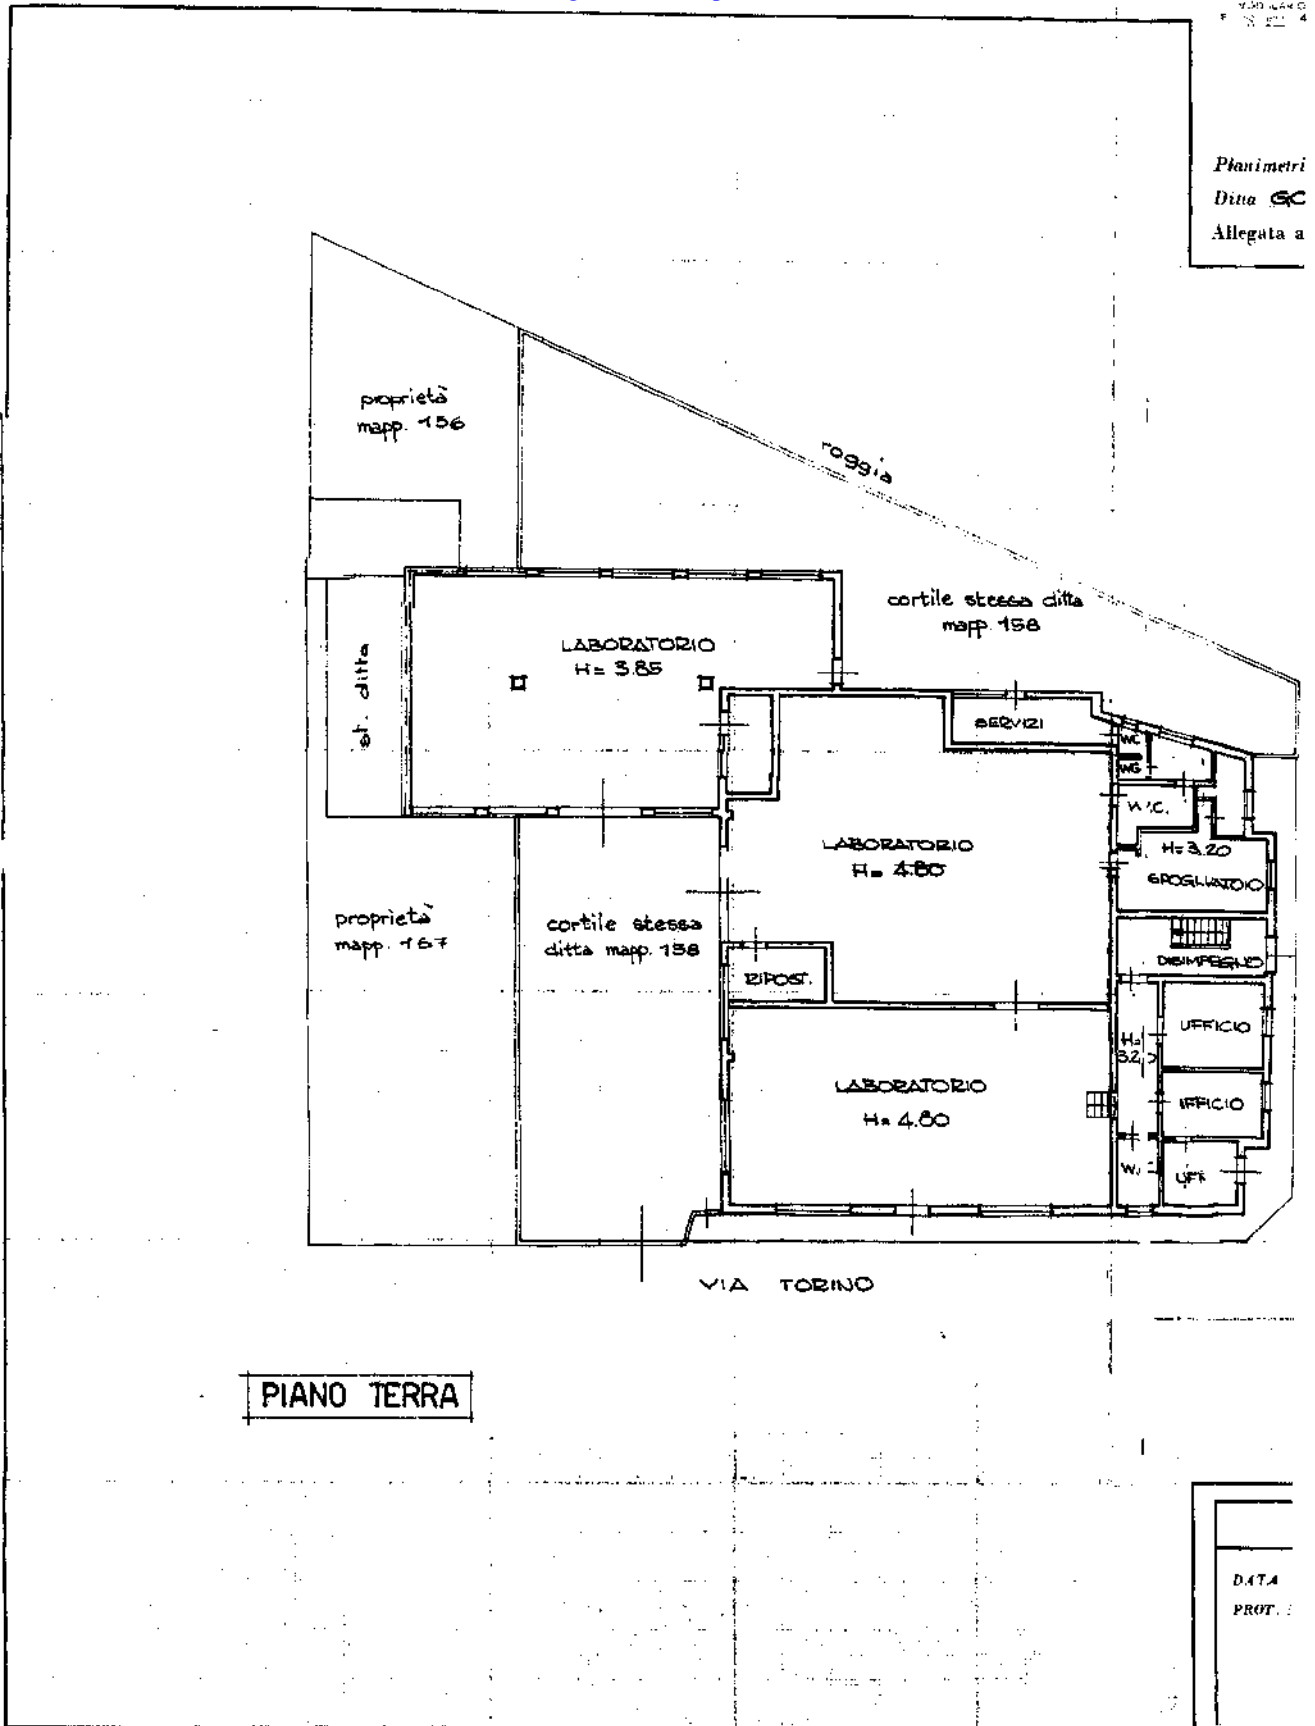 Planimetri
Ditta GC
Allegata a
proprietà
mapp. 156
roggia
cortile stessa ditta
mapp. 158
LABORATORIO
H= 3.85
st. ditta
SERVIZI
WC
WC
W.C.
LABORATORIO
H= 4.80
H= 3.20
SPOGLIATOIO
proprietà
mapp. 167
cortile stessa
ditta mapp. 158
RIPOST.
DISIMPEGNO
UFFICIO
H=
3.20
LABORATORIO
H= 4.80
UFFICIO
UFF
VIA TORINO
PIANO TERRA
DATA
PROT.